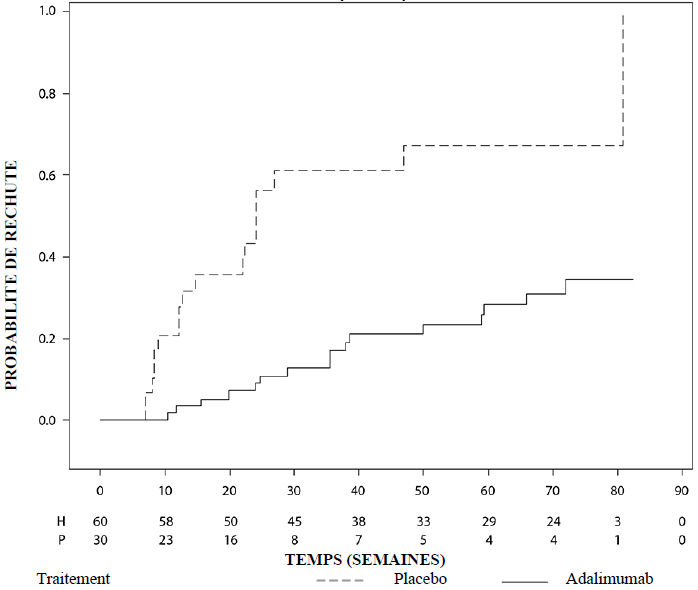 1.0
0.8
0.6
0.4
0.2
0.0
PROBABILITE DE RECHUTE
0 10 20 30 40 50 60 70 80 90
H 60 58 50 45 38 33 29 24 3 0
P 30 23 16 8 7 5 4 4 1 0
TEMPS (SEMAINES)
Traitement Placebo Adalimumab